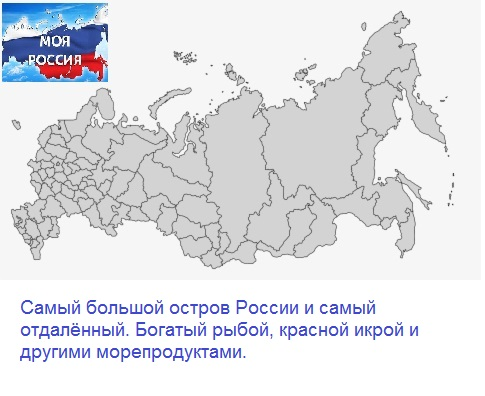 МОЯ
РОССИЯ
Самый большой остров России и самый
отдалённый. Богатый рыбой, красной икрой и
другими морепродуктами.